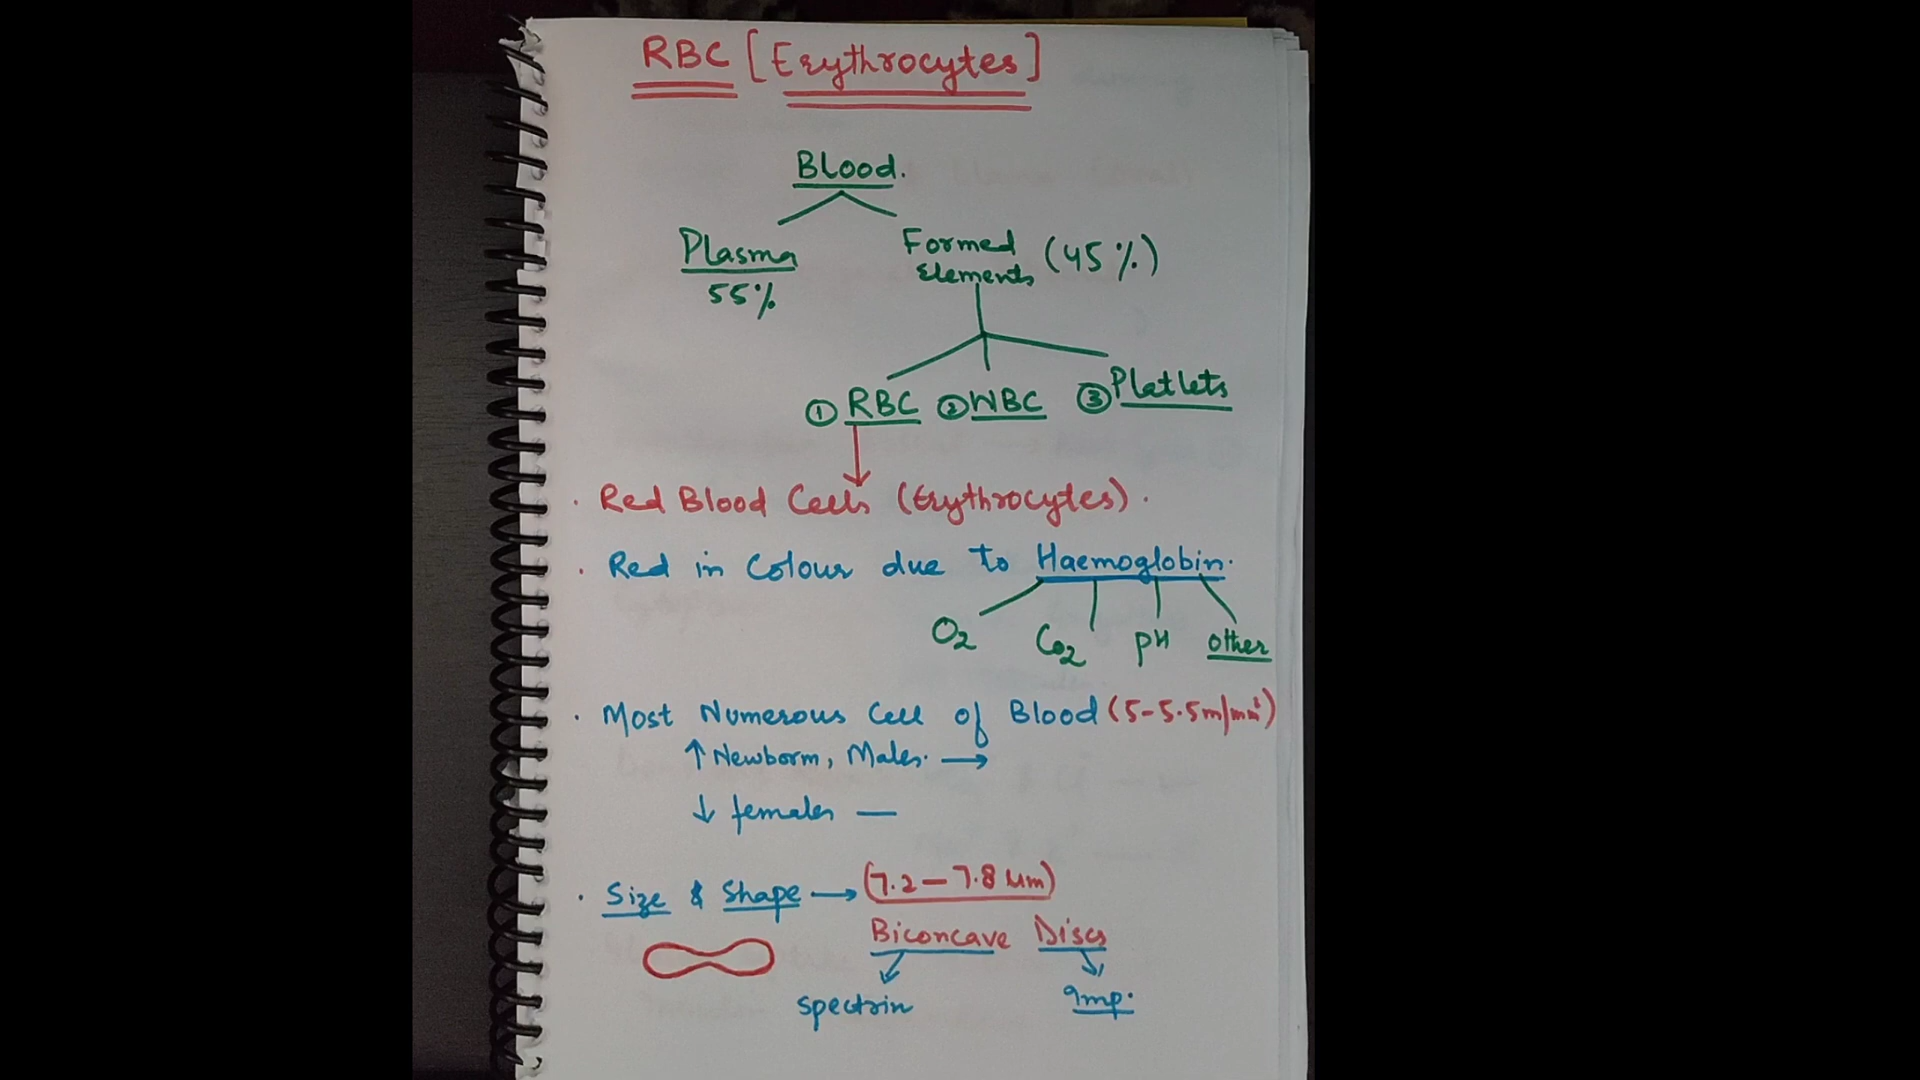 RBC [Erythrocytes]
Blood.
Plasma
55%
Formed
Elements (45%)
① RBC ② WBC ③ Platlets
· Red Blood Cells (Erythrocytes).
· Red in Colour due to Haemoglobin.
O2 CO2 pH other
· Most Numerous Cell of Blood (5-5.5m/mm³)
↑ Newborm, Males. →
↓ females —
· Size & Shape → (7.2 – 7.8 µm)
Biconcave Discs
spectrin Imp.